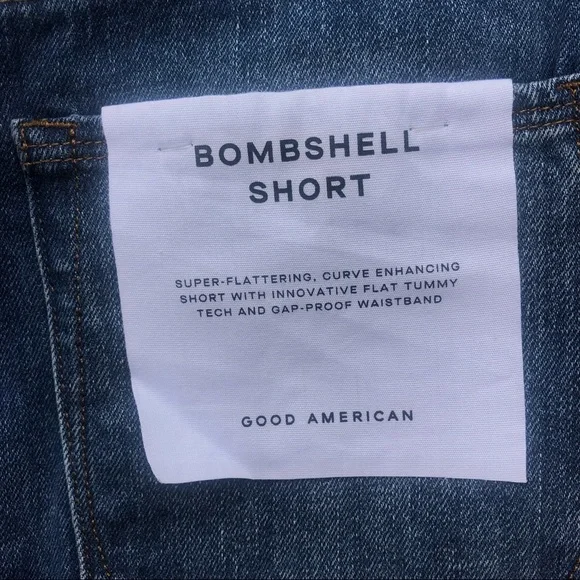 BOMBSHELL
SHORT
SUPER-FLATTERING, CURVE ENHANCING
SHORT WITH INNOVATIVE FLAT TUMMY
TECH AND GAP-PROOF WAISTBAND
GOOD AMERICAN